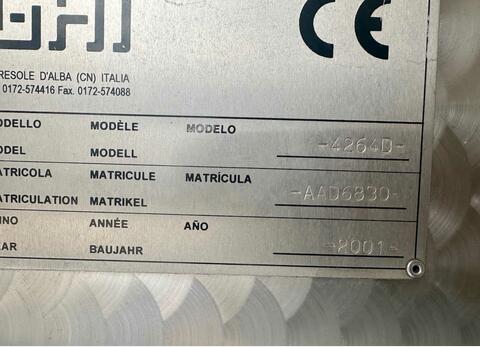 CE
RESOLE D'ALBA (CN) ITALIA
0172-574416 Fax. 0172-574088
ODELLO MODÈLE MODELO
ODEL MODELL -4264D-
ATRICOLA MATRICULE MATRÍCULA
ATRICULATION MATRIKEL -AAD6830-
NNO ANNÉE AÑO
EAR BAUJAHR -2001-